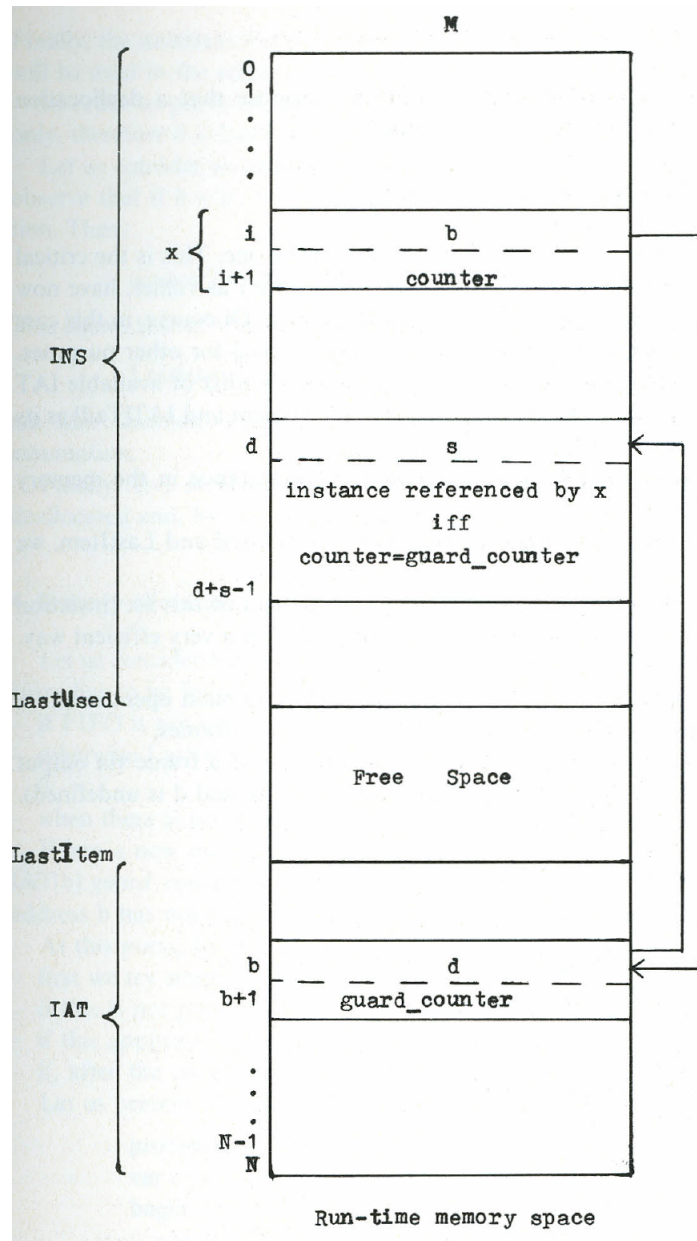 M
0
1
x
i
b
i+1
counter
INS
d
s
instance referenced by x
iff
counter=guard_counter
d+s-1
LastUsed
Free Space
LastItem
b
d
b+1
guard_counter
IAT
N-1
N
Run-time memory space